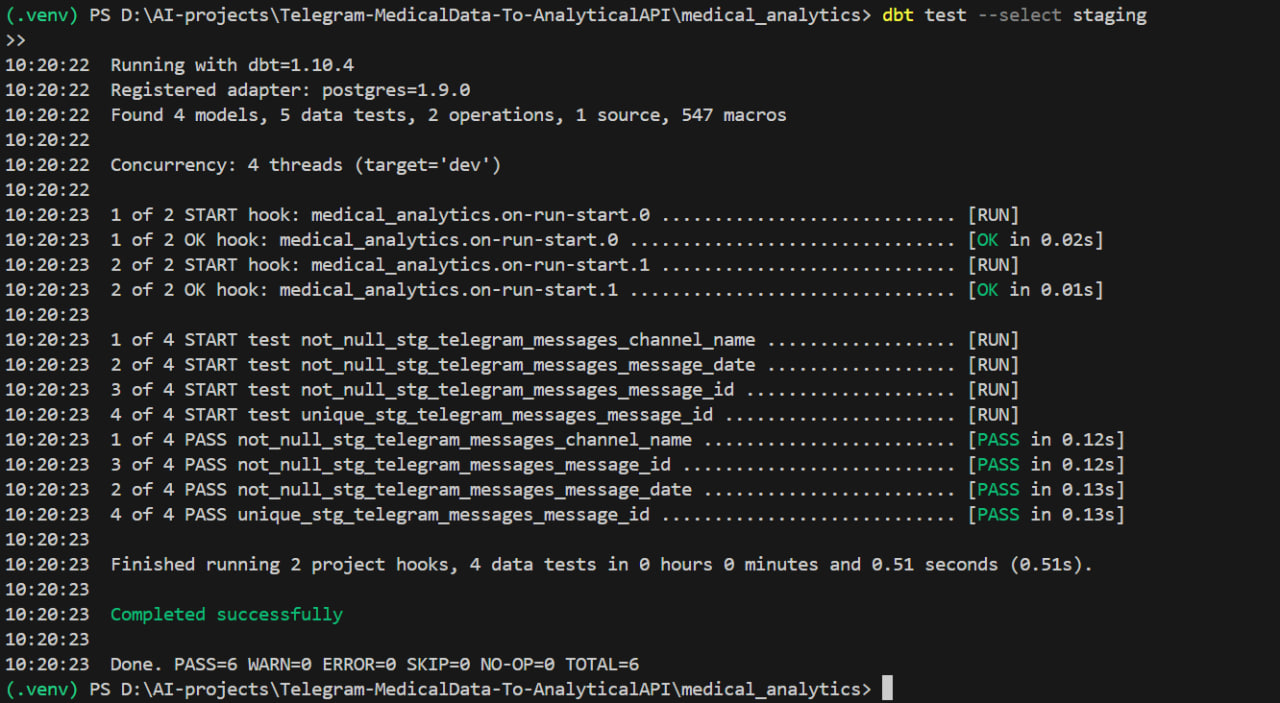 (.venv) PS D:\AI-projects\Telegram-MedicalData-To-AnalyticalAPI\medical_analytics> dbt test --select staging
>>
10:20:22  Running with dbt=1.10.4
10:20:22  Registered adapter: postgres=1.9.0
10:20:22  Found 4 models, 5 data tests, 2 operations, 1 source, 547 macros
10:20:22
10:20:22  Concurrency: 4 threads (target='dev')
10:20:22
10:20:23  1 of 2 START hook: medical_analytics.on-run-start.0 ............................ [RUN]
10:20:23  1 of 2 OK hook: medical_analytics.on-run-start.0 ............................... [OK in 0.02s]
10:20:23  2 of 2 START hook: medical_analytics.on-run-start.1 ............................ [RUN]
10:20:23  2 of 2 OK hook: medical_analytics.on-run-start.1 ............................... [OK in 0.01s]
10:20:23
10:20:23  1 of 4 START test not_null_stg_telegram_messages_channel_name .................. [RUN]
10:20:23  2 of 4 START test not_null_stg_telegram_messages_message_date .................. [RUN]
10:20:23  3 of 4 START test not_null_stg_telegram_messages_message_id .................... [RUN]
10:20:23  4 of 4 START test unique_stg_telegram_messages_message_id ...................... [RUN]
10:20:23  1 of 4 PASS not_null_stg_telegram_messages_channel_name ........................ [PASS in 0.12s]
10:20:23  3 of 4 PASS not_null_stg_telegram_messages_message_id .......................... [PASS in 0.12s]
10:20:23  2 of 4 PASS not_null_stg_telegram_messages_message_date ........................ [PASS in 0.13s]
10:20:23  4 of 4 PASS unique_stg_telegram_messages_message_id ............................ [PASS in 0.13s]
10:20:23
10:20:23  Finished running 2 project hooks, 4 data tests in 0 hours 0 minutes and 0.51 seconds (0.51s).
10:20:23
10:20:23  Completed successfully
10:20:23
10:20:23  Done. PASS=6 WARN=0 ERROR=0 SKIP=0 NO-OP=0 TOTAL=6
(.venv) PS D:\AI-projects\Telegram-MedicalData-To-AnalyticalAPI\medical_analytics>